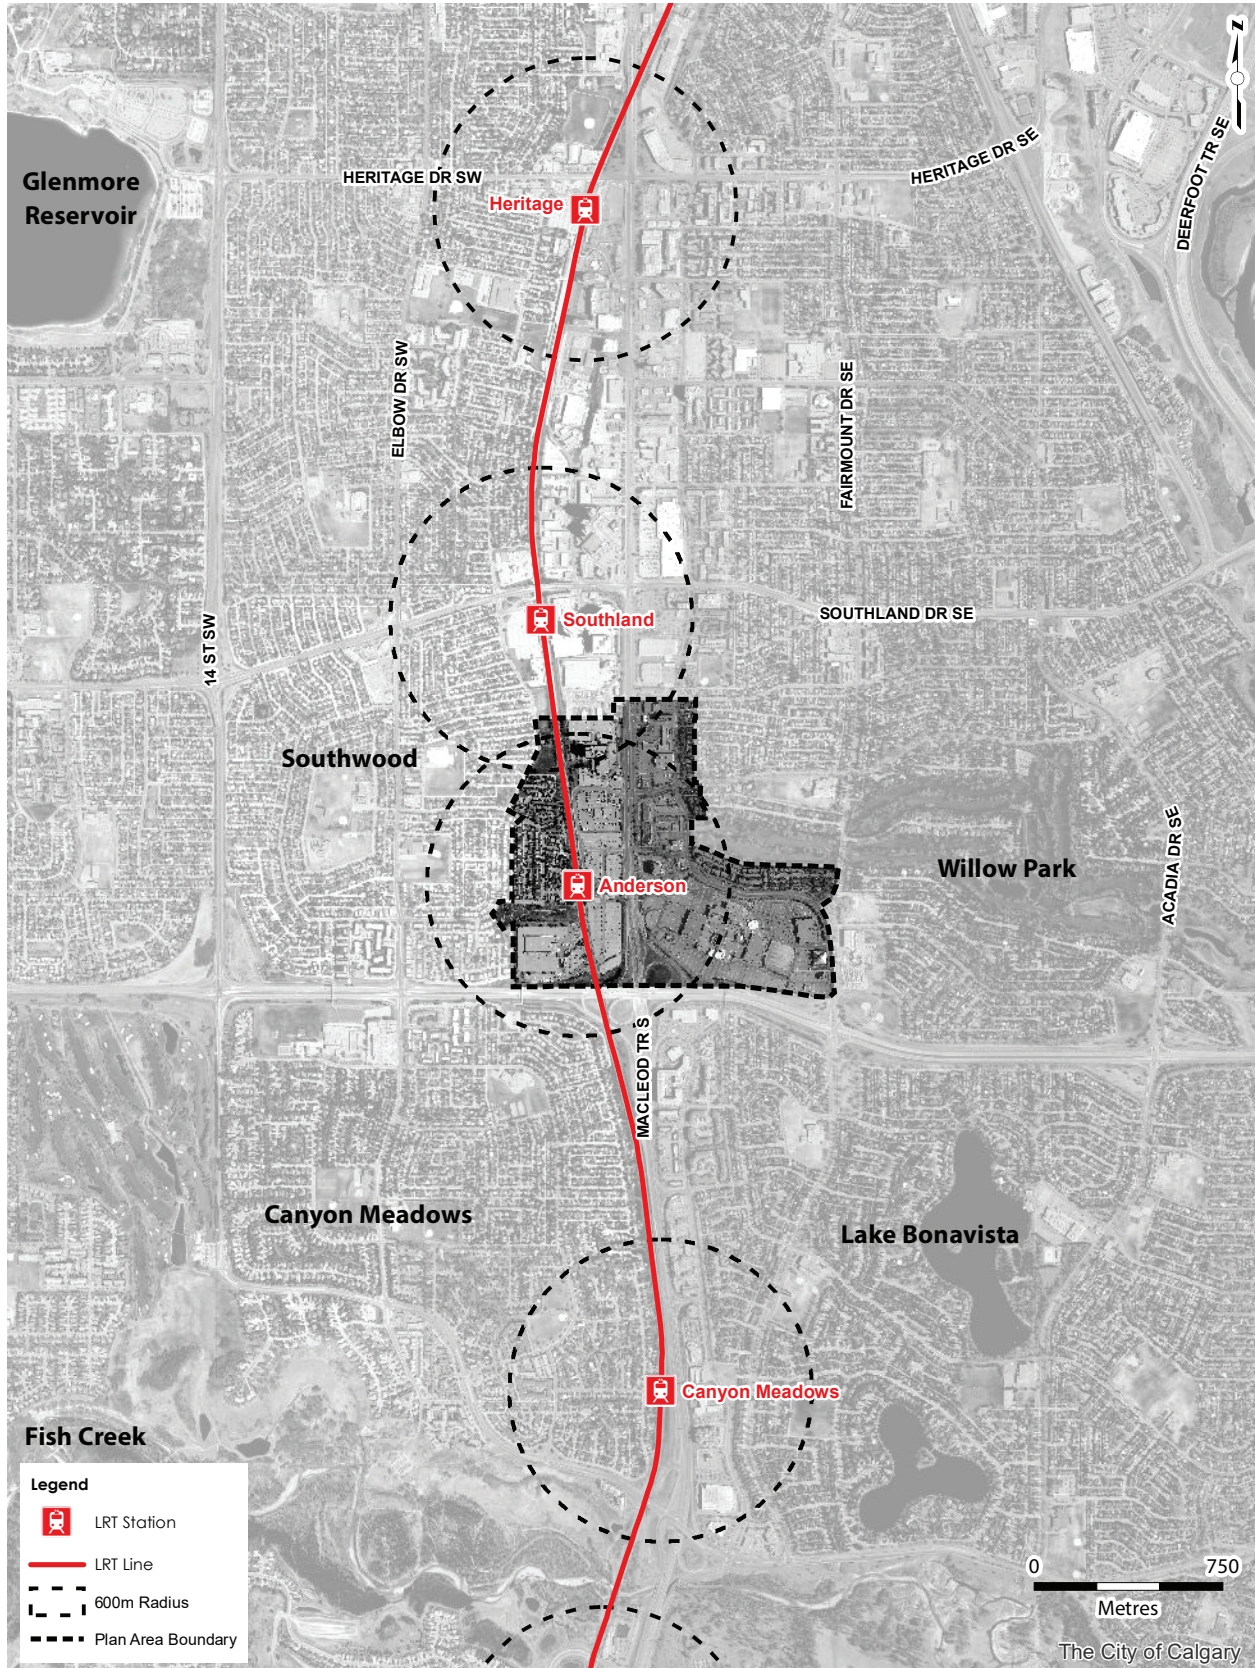 Z
DEERFOOT TR SE
HERITAGE DR SE
HERITAGE DR SW
Glenmore
Reservoir
Heritage
ELBOW DR SW
FAIRMOUNT DR SE
14 ST SW
Southland
SOUTHLAND DR SE
Southwood
Willow Park
ACADIA DR SE
Anderson
MACLEOD TR S
Canyon Meadows
Lake Bonavista
Canyon Meadows
Fish Creek
Legend
LRT Station
LRT Line
600m Radius
Plan Area Boundary
0 750
Metres
The City of Calgary